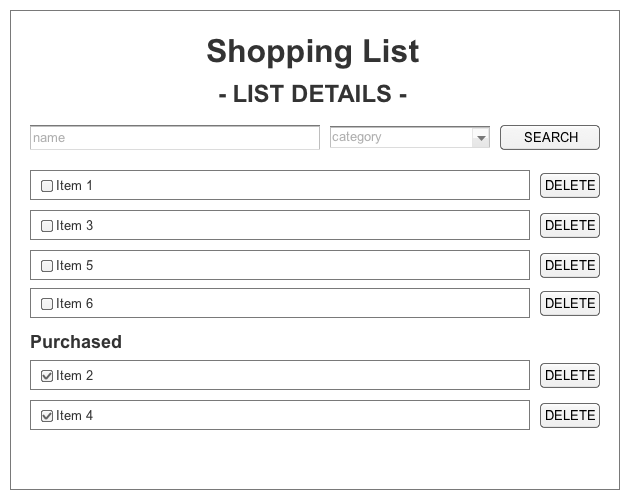 Shopping List
- LIST DETAILS -
name category SEARCH
Item 1 DELETE
Item 3 DELETE
Item 5 DELETE
Item 6 DELETE
Purchased
Item 2 DELETE
Item 4 DELETE